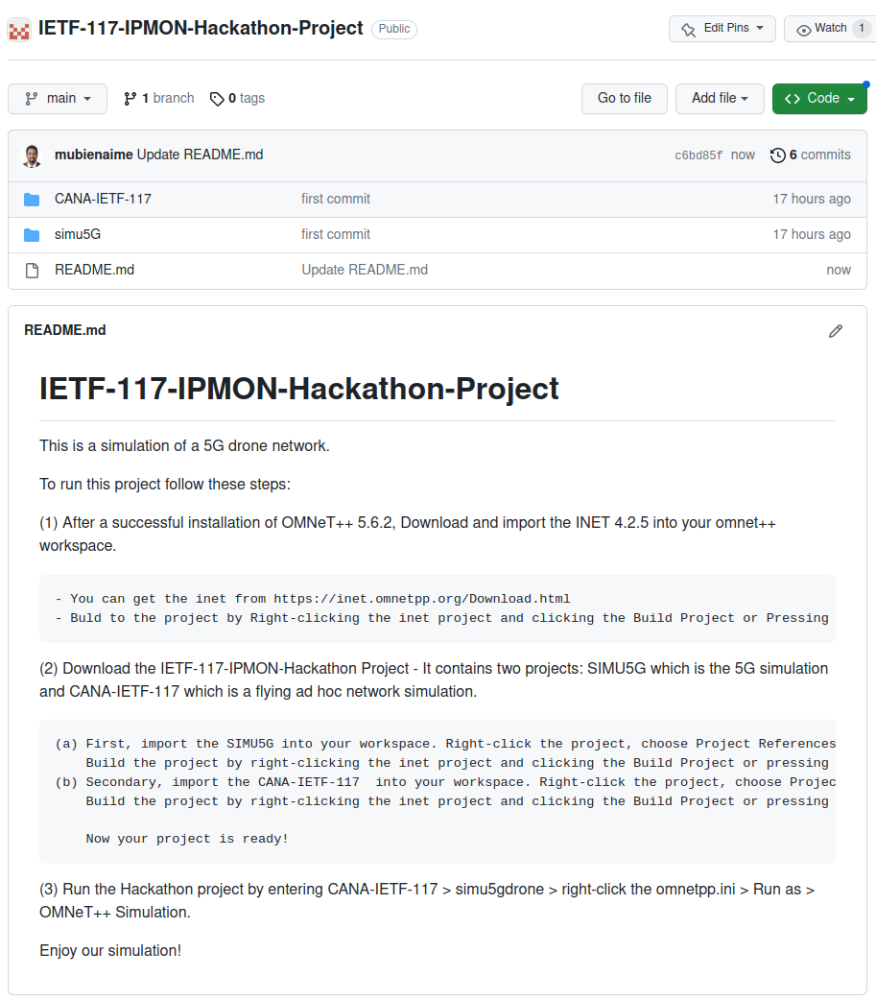 IETF-117-IPMON-Hackathon-Project Public Edit Pins Watch 1
main 1 branch 0 tags Go to file Add file Code
mubienaime Update README.md c6bd85f now 6 commits
CANA-IETF-117 first commit 17 hours ago
simu5G first commit 17 hours ago
README.md Update README.md now
README.md
IETF-117-IPMON-Hackathon-Project
This is a simulation of a 5G drone network.
To run this project follow these steps:
(1) After a successful installation of OMNeT++ 5.6.2, Download and import the INET 4.2.5 into your omnet++
workspace.
- You can get the inet from https://inet.omnetpp.org/Download.html
- Buld to the project by Right-clicking the inet project and clicking the Build Project or Pressing
(2) Download the IETF-117-IPMON-Hackathon Project - It contains two projects: SIMU5G which is the 5G simulation
and CANA-IETF-117 which is a flying ad hoc network simulation.
(a) First, import the SIMU5G into your workspace. Right-click the project, choose Project References
Build the project by right-clicking the inet project and clicking the Build Project or pressing
(b) Secondary, import the CANA-IETF-117  into your workspace. Right-click the project, choose Projec
Build the project by right-clicking the inet project and clicking the Build Project or pressing
Now your project is ready!
(3) Run the Hackathon project by entering CANA-IETF-117 > simu5gdrone > right-click the omnetpp.ini > Run as >
OMNeT++ Simulation.
Enjoy our simulation!